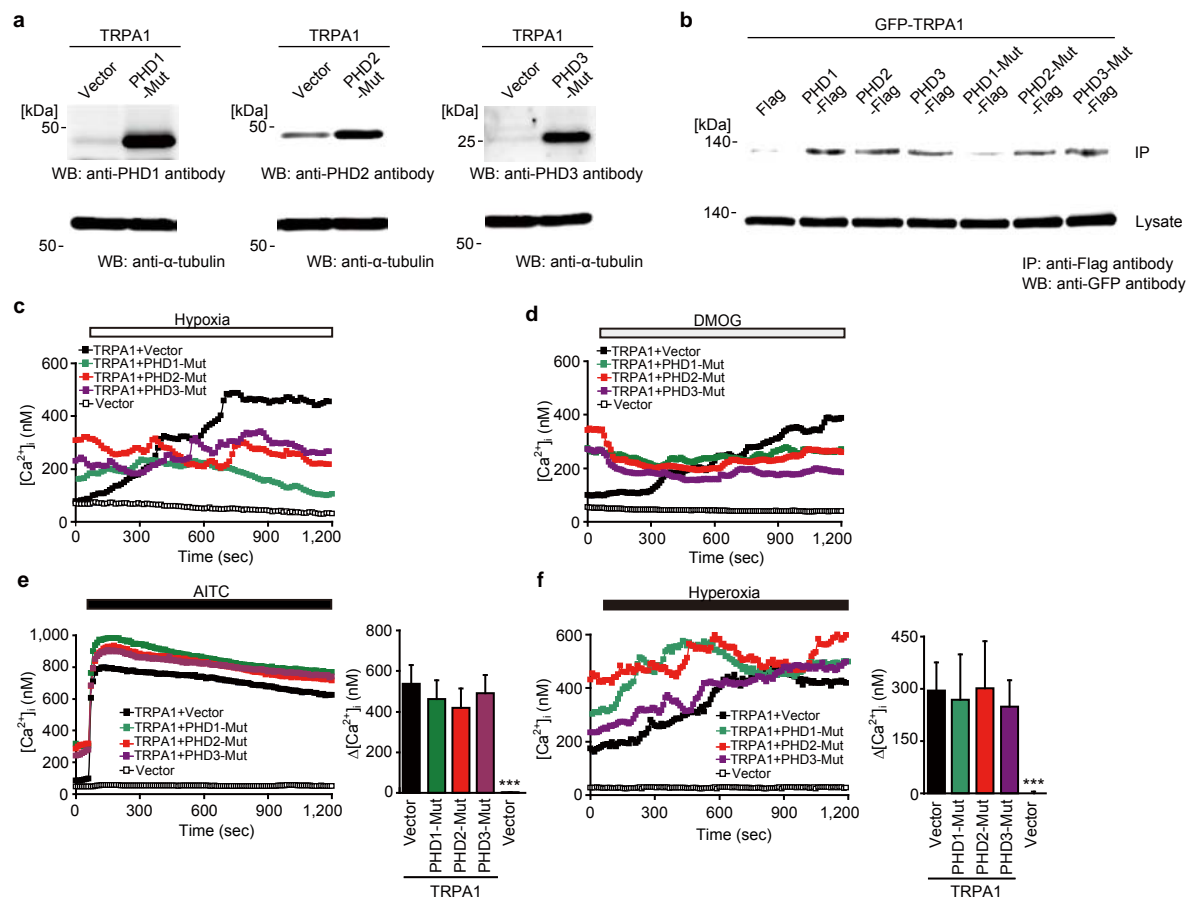 a
TRPA1
Vector
PHD1
-Mut
[kDa]
50-
WB: anti-PHD1 antibody
50-
WB: anti-α-tubulin
TRPA1
Vector
PHD2
-Mut
[kDa]
50-
WB: anti-PHD2 antibody
50-
WB: anti-α-tubulin
TRPA1
Vector
PHD3
-Mut
[kDa]
25-
WB: anti-PHD3 antibody
50-
WB: anti-α-tubulin
b
GFP-TRPA1
Flag
PHD1
-Flag
PHD2
-Flag
PHD3
-Flag
PHD1-Mut
-Flag
PHD2-Mut
-Flag
PHD3-Mut
-Flag
[kDa]
140-
IP
140-
Lysate
IP: anti-Flag antibody
WB: anti-GFP antibody
c
Hypoxia
TRPA1+Vector
TRPA1+PHD1-Mut
TRPA1+PHD2-Mut
TRPA1+PHD3-Mut
Vector
600
400
200
0
[Ca²⁺]i (nM)
0 300 600 900 1,200
Time (sec)
d
DMOG
TRPA1+Vector
TRPA1+PHD1-Mut
TRPA1+PHD2-Mut
TRPA1+PHD3-Mut
Vector
600
400
200
0
[Ca²⁺]i (nM)
0 300 600 900 1,200
Time (sec)
e
AITC
1,000
800
600
400
200
0
[Ca²⁺]i (nM)
TRPA1+Vector
TRPA1+PHD1-Mut
TRPA1+PHD2-Mut
TRPA1+PHD3-Mut
Vector
0 300 600 900 1,200
Time (sec)
800
600
400
200
0
Δ[Ca²⁺]i (nM)
***
Vector
PHD1-Mut
PHD2-Mut
PHD3-Mut
Vector
TRPA1
f
Hyperoxia
600
400
200
0
[Ca²⁺]i (nM)
TRPA1+Vector
TRPA1+PHD1-Mut
TRPA1+PHD2-Mut
TRPA1+PHD3-Mut
Vector
0 300 600 900 1,200
Time (sec)
450
300
150
0
Δ[Ca²⁺]i (nM)
***
Vector
PHD1-Mut
PHD2-Mut
PHD3-Mut
Vector
TRPA1